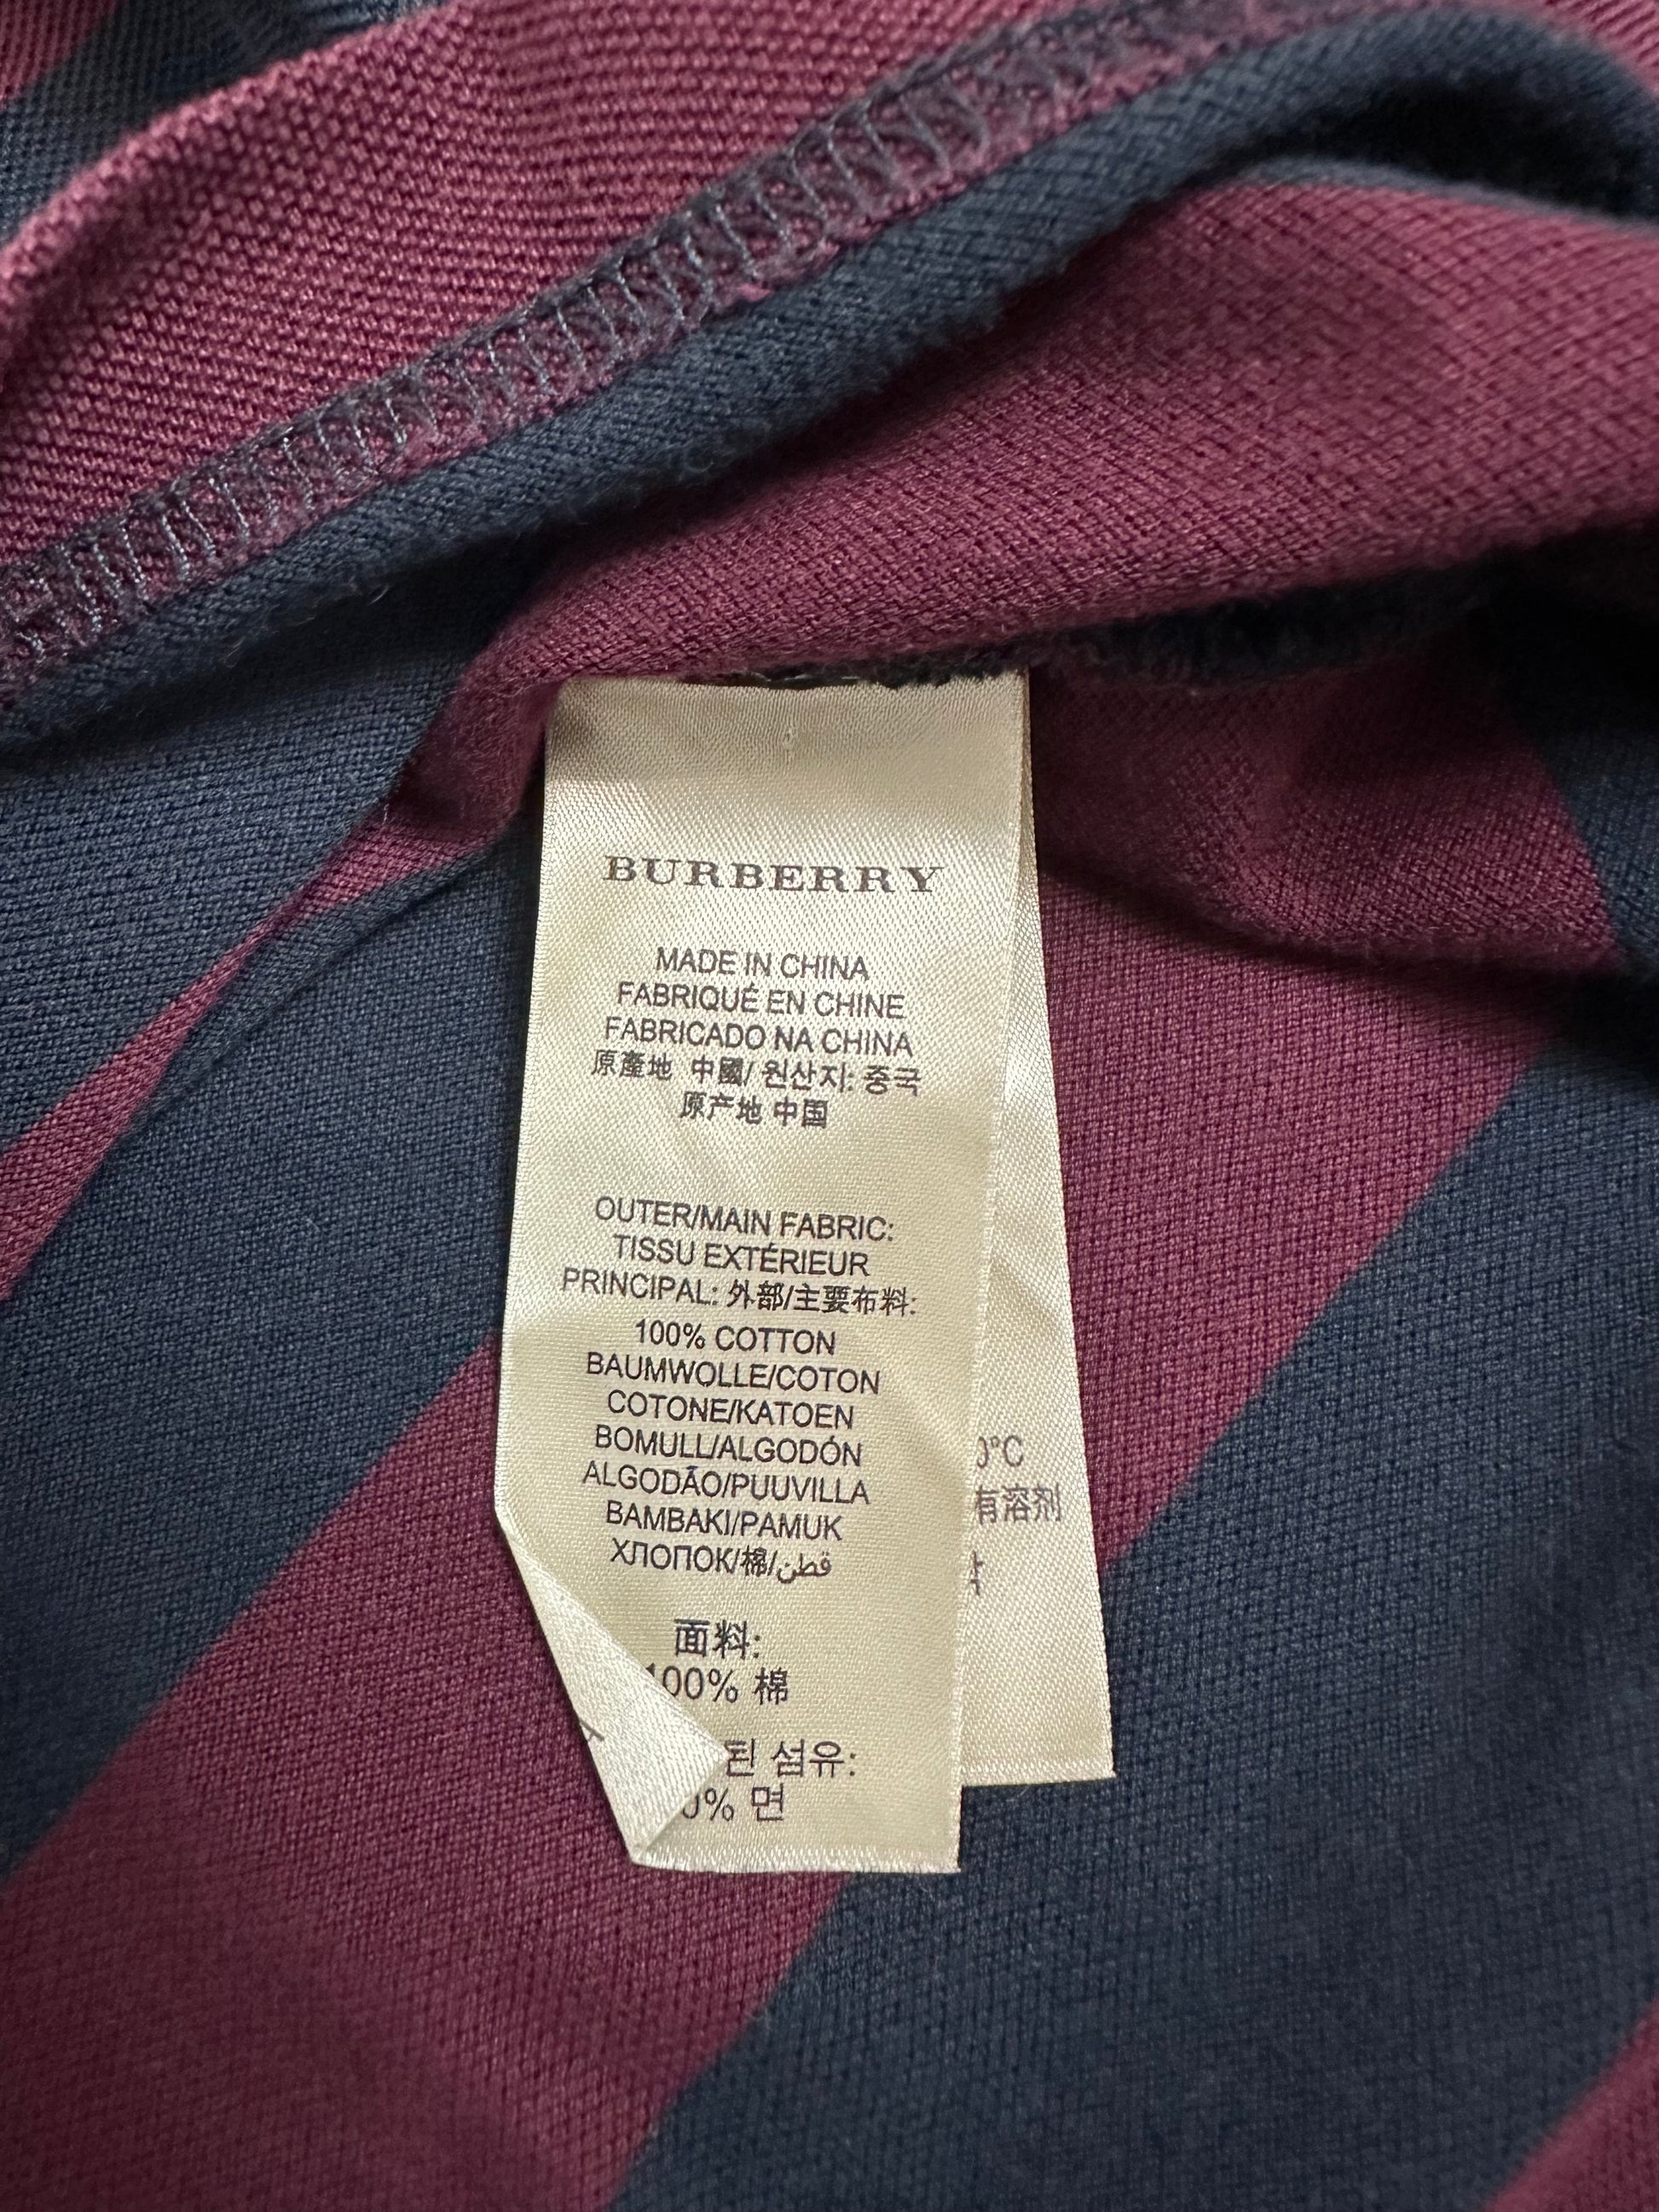 BURBERRY
MADE IN CHINA
FABRIQUÉ EN CHINE
FABRICADO NA CHINA
原產地 中國/ 원산지: 중국
原产地 中国
OUTER/MAIN FABRIC:
TISSU EXTÉRIEUR
PRINCIPAL: 外部/主要布料:
100% COTTON
BAUMWOLLE/COTON
COTONE/KATOEN
BOMULL/ALGODÓN
ALGODÃO/PUUVILLA
BAMBAKI/PAMUK
ХЛОПОК/棉/قطن
面料:
100% 棉
된 섬유:
0% 면
0°C
有溶剂